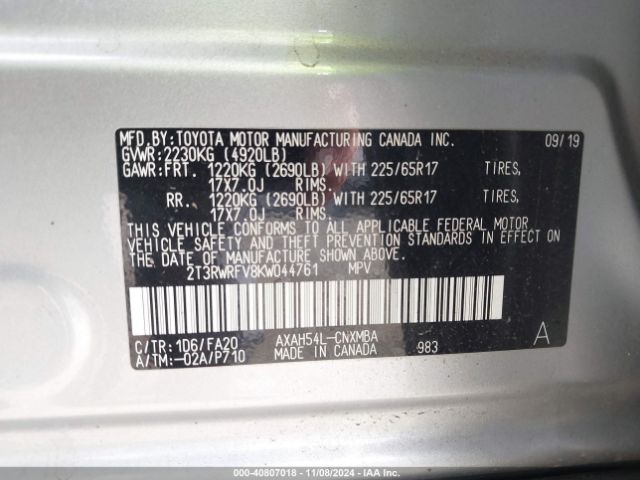 MFD.BY:TOYOTA MOTOR MANUFACTURING CANADA INC. 09/19
GVWR:2230KG (4920LB)
GAWR:FRT. 1220KG (2690LB) WITH 225/65R17 TIRES,
17X7.0J RIMS.
RR. 1220KG (2690LB) WITH 225/65R17 TIRES,
17X7.0J RIMS.
THIS VEHICLE CONFORMS TO ALL APPLICABLE FEDERAL MOTOR
VEHICLE SAFETY AND THEFT PREVENTION STANDARDS IN EFFECT ON
THE DATE OF MANUFACTURE SHOWN ABOVE.
2T3RWRFV8KW044761 MPV
C/TR:1D6/FA20 AXAH54L-CNXMBA
A/TM:-02A/P710 MADE IN CANADA 983 A
000-40807018 | 11/08/2024 - IAA Inc.